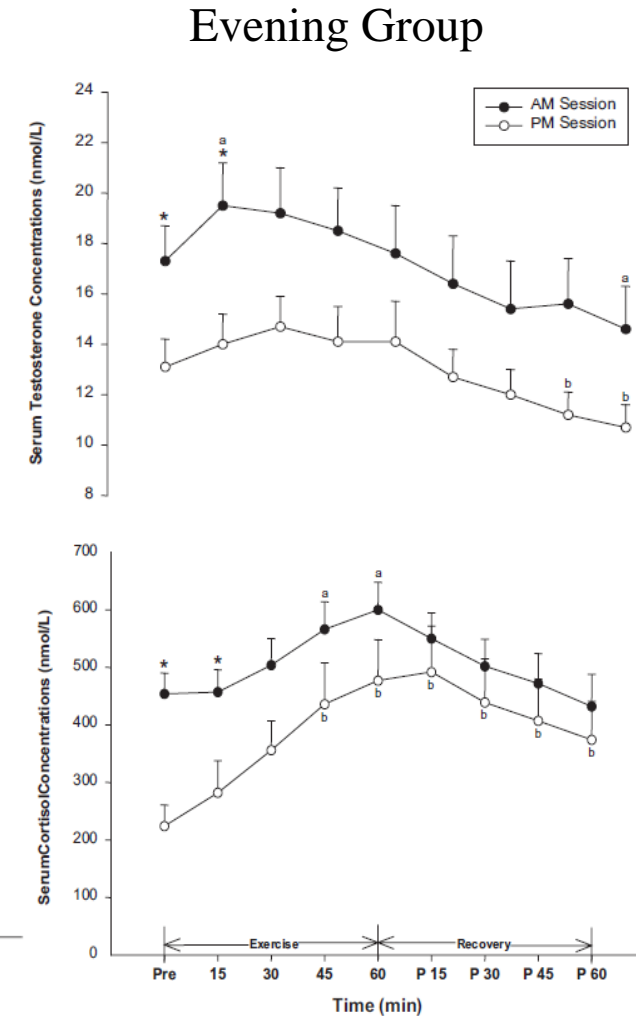 Evening Group
24
22
20
18
16
14
12
10
8
Serum Testosterone Concentrations (nmol/L)
AM Session
PM Session
*
a
*
a
b
b
700
600
500
400
300
200
100
0
SerumCortisolConcentrations (nmol/L)
*
*
a
a
b
b
b
b
b
b
Exercise
Recovery
Pre 15 30 45 60 P 15 P 30 P 45 P 60
Time (min)